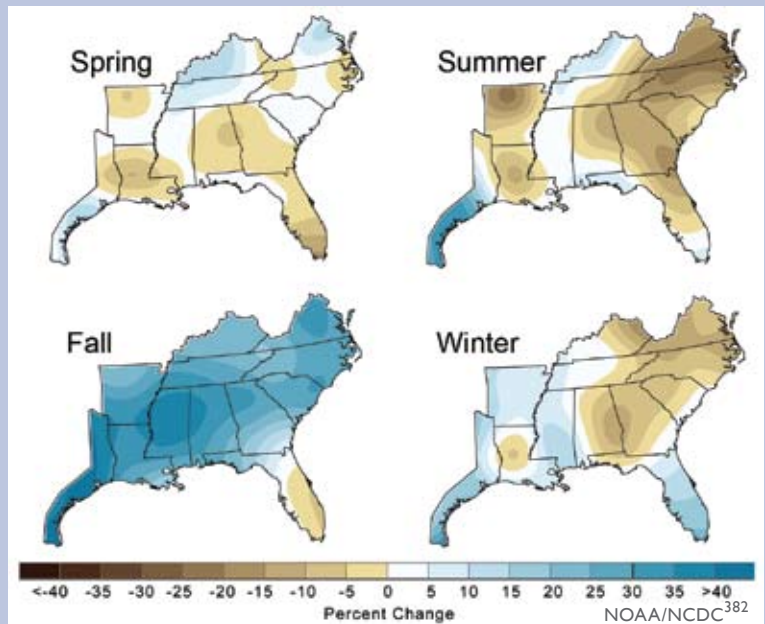 Spring
Summer
Fall
Winter
<-40 -35 -30 -25 -20 -15 -10 -5 0 5 10 15 20 25 30 35 >40
Percent Change
NOAA/NCDC382